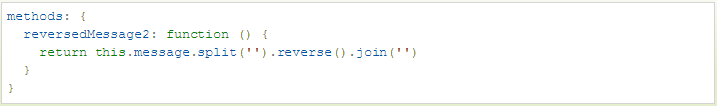 methods: {
  reversedMessage2: function () {
    return this.message.split('').reverse().join('')
  }
}